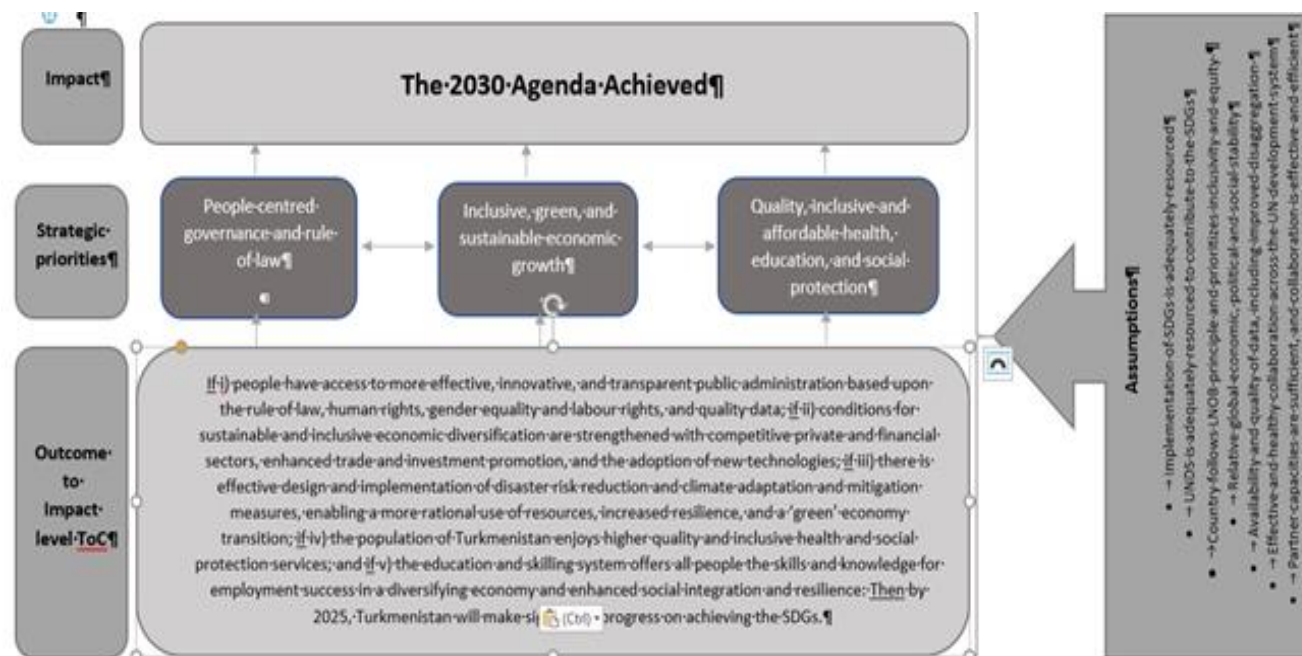 ¶
Impact¶
The·2030·Agenda·Achieved¶
Strategic·
priorities¶
People-centred·
governance·and·rule·
of·law¶
¶
Inclusive,·green,·and·
sustainable·economic·
growth¶
Quality,·inclusive·and·
affordable·health,·
education,·and·social·
protection¶
Outcome·
to·
Impact·
level·ToC¶
If·i)·people·have·access·to·more·effective,·innovative,·and·transparent·public·administration·based·upon·
the·rule·of·law,·human·rights,·gender·equality·and·labour·rights,·and·quality·data;·if·ii)·conditions·for·
sustainable·and·inclusive·economic·diversification·are·strengthened·with·competitive·private·and·financial·
sectors,·enhanced·trade·and·investment·promotion,·and·the·adoption·of·new·technologies;·if·iii)·there·is·
effective·design·and·implementation·of·disaster·risk·reduction·and·climate·adaptation·and·mitigation·
measures,·enabling·a·more·rational·use·of·resources,·increased·resilience,·and·a·‘green’·economy·
transition;·if·iv)·the·population·of·Turkmenistan·enjoys·higher·quality·and·inclusive·health·and·social·
protection·services;·and·if·v)·the·education·and·skilling·system·offers·all·people·the·skills·and·knowledge·for·
employment·success·in·a·diversifying·economy·and·enhanced·social·integration·and·resilience:·Then·by·
2025,·Turkmenistan·will·make· (Ctrl) progress·on·achieving·the·SDGs.¶
Assumptions¶
• → Implementation·of·SDGs·is·adequately·resourced¶
• → UNDS·is·adequately·resourced·to·contribute·to·the·SDGs¶
• → Country·follows·LNOB·principle·and·prioritizes·inclusivity·and·equity·¶
• → Relative·global·economic,·political·and·social·stability¶
• → Availability·and·quality·of·data,·including·improved·disaggregation·¶
• → Effective·and·healthy·collaboration·across·the·UN·development·system¶
• → Partner·capacities·are·sufficient,·and·collaboration·is·effective·and·efficient¶